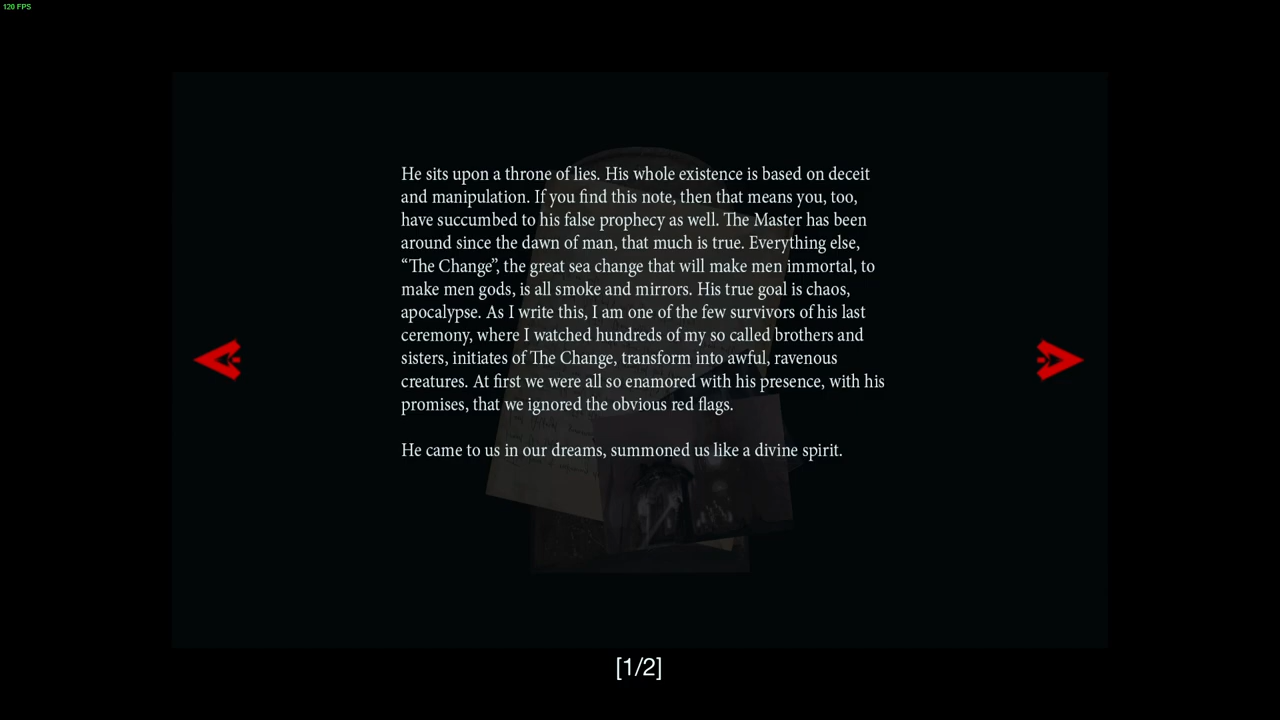 120 FPS
He sits upon a throne of lies. His whole existence is based on deceit
and manipulation. If you find this note, then that means you, too,
have succumbed to his false prophecy as well. The Master has been
around since the dawn of man, that much is true. Everything else,
“The Change”, the great sea change that will make men immortal, to
make men gods, is all smoke and mirrors. His true goal is chaos,
apocalypse. As I write this, I am one of the few survivors of his last
ceremony, where I watched hundreds of my so called brothers and
sisters, initiates of The Change, transform into awful, ravenous
creatures. At first we were all so enamored with his presence, with his
promises, that we ignored the obvious red flags.
He came to us in our dreams, summoned us like a divine spirit.
[1/2]